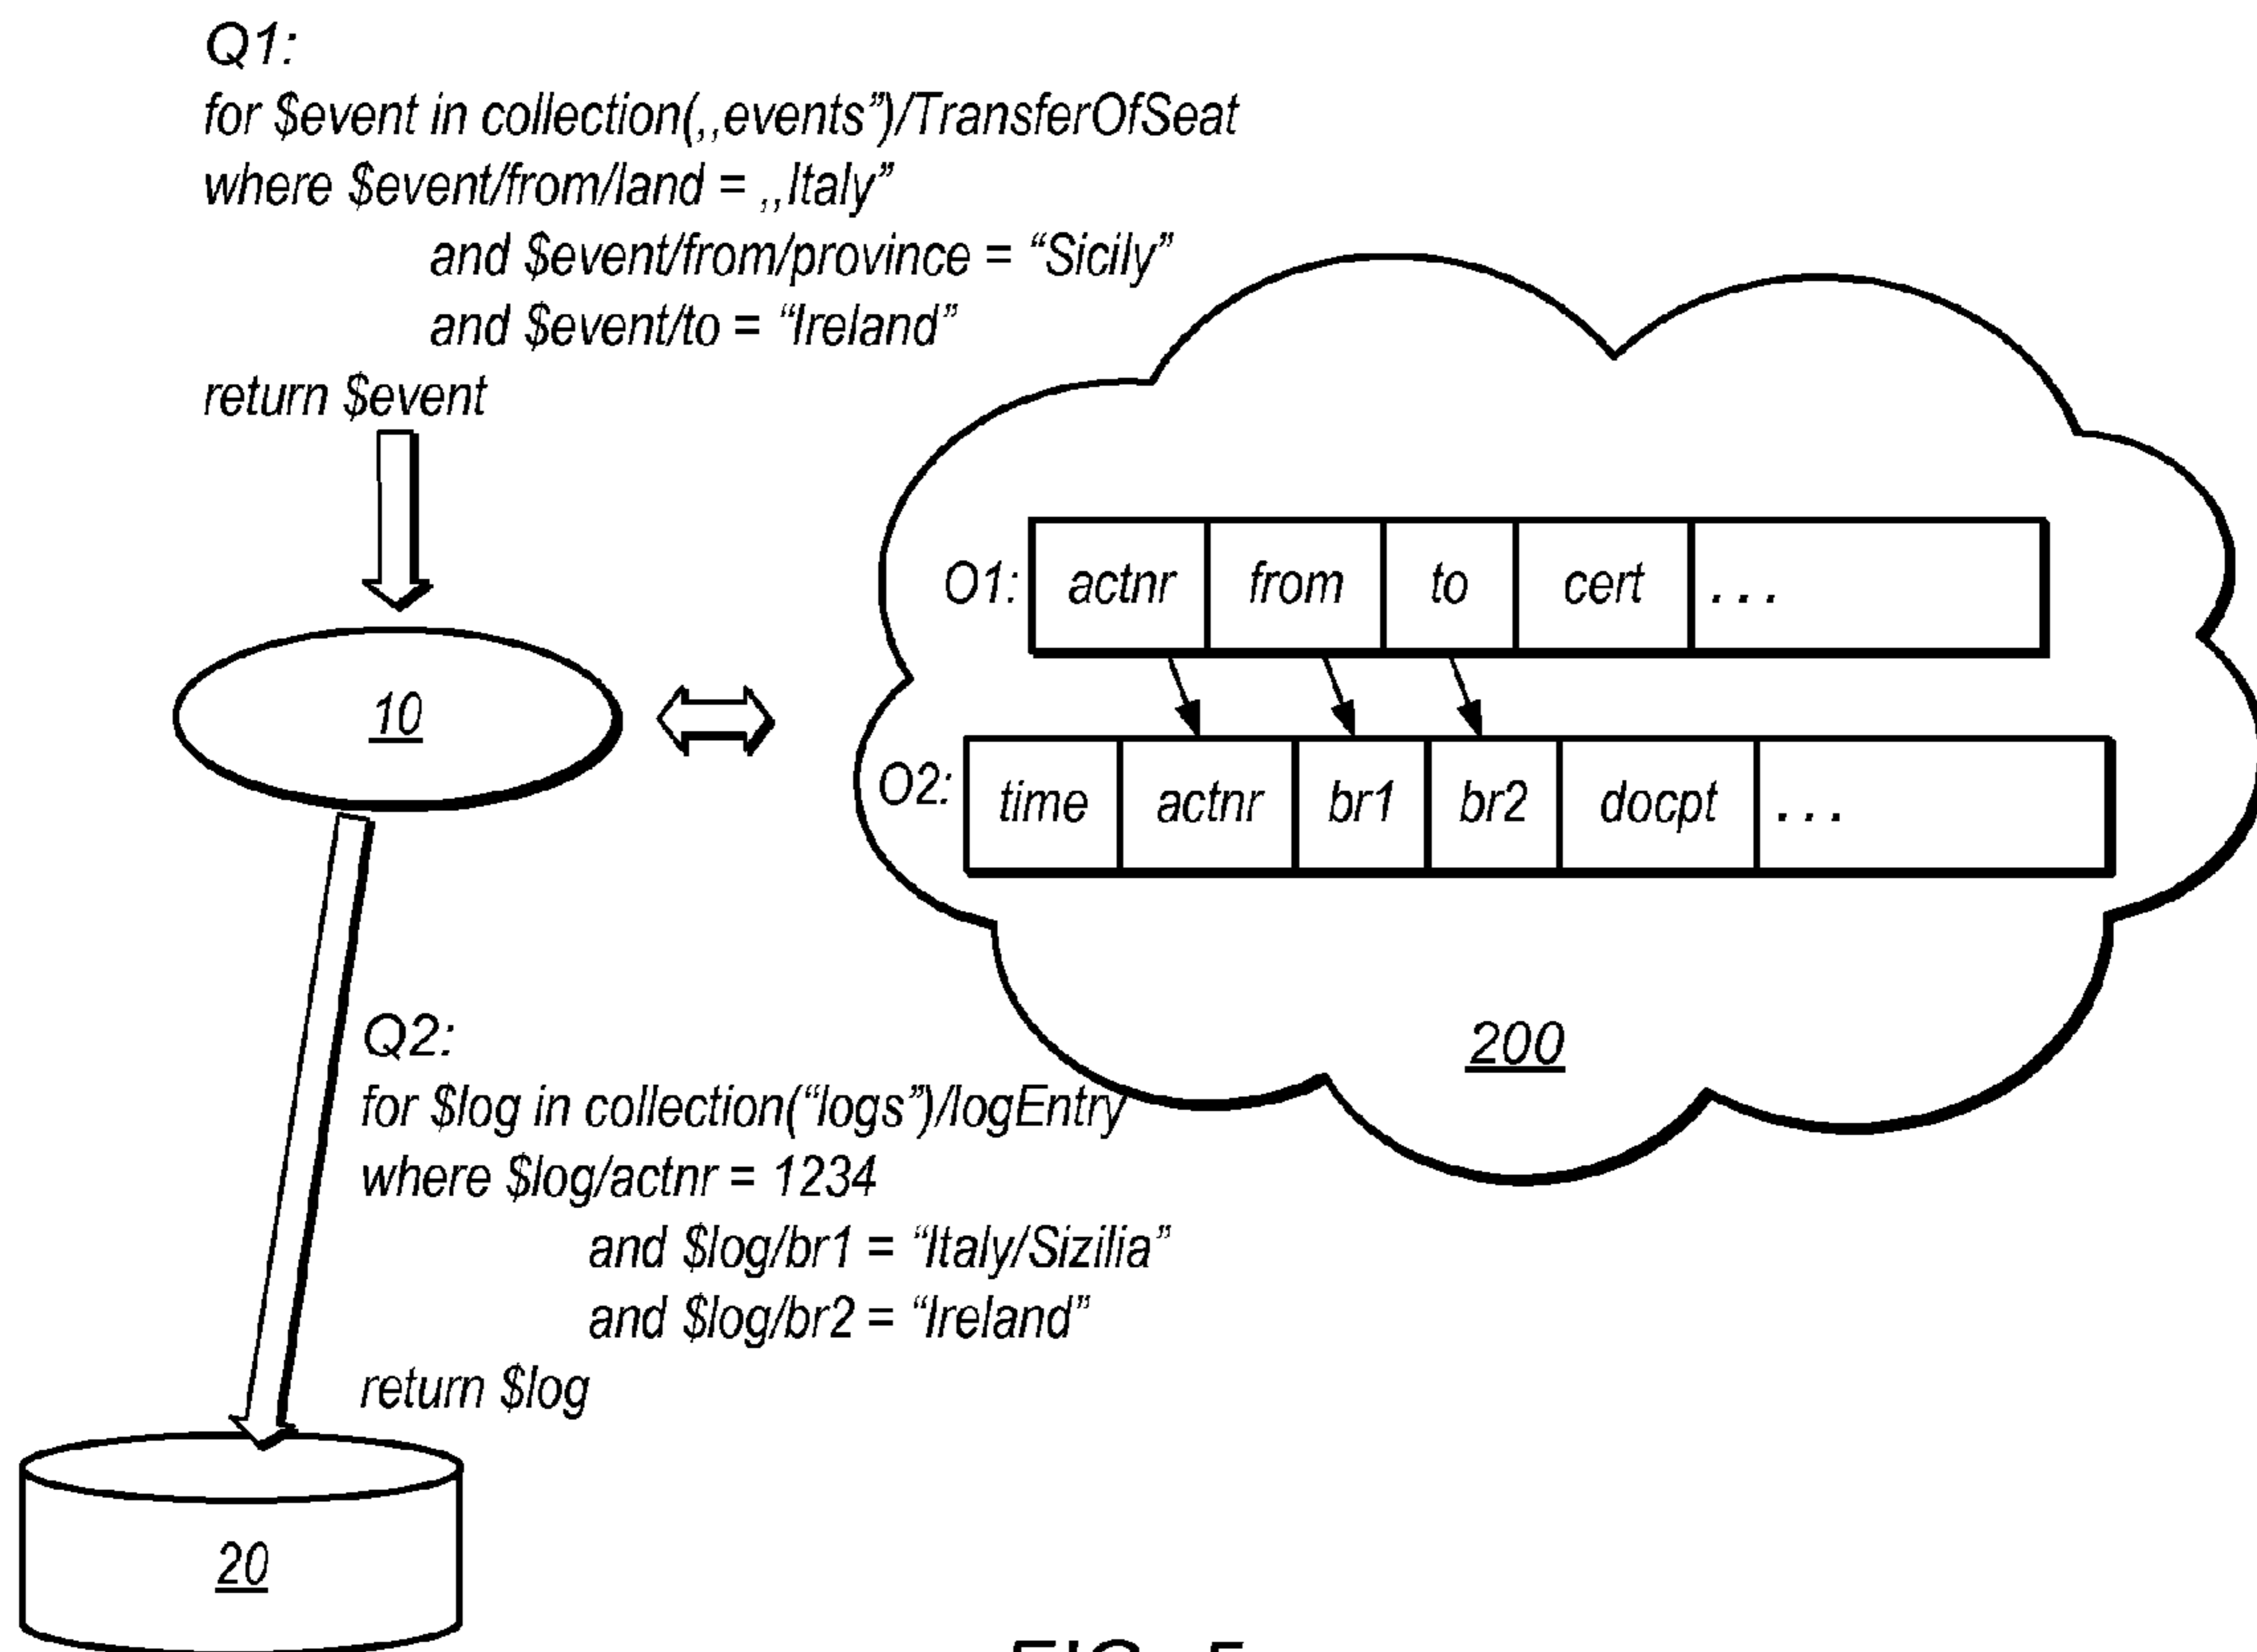 Q1:
for $event in collection(,,events”)/TransferOfSeat
where $event/from/land = ,,Italy”
and $event/from/province = “Sicily”
and $event/to = “Ireland”
return $event
10
O1: actnr from to cert ...
O2: time actnr br1 br2 docpt ...
200
Q2:
for $log in collection(“logs”)/logEntry
where $log/actnr = 1234
and $log/br1 = “Italy/Sizilia”
and $log/br2 = “Ireland”
return $log
20
FIG. 5